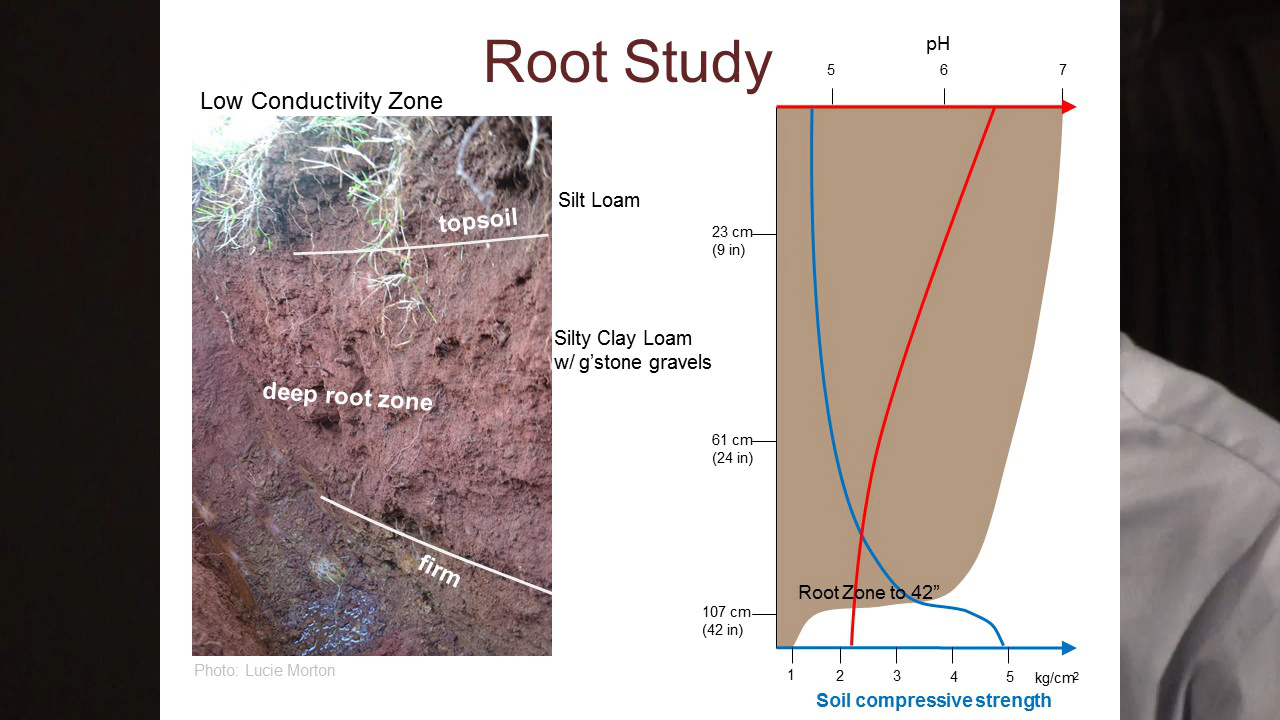 Root Study
Low Conductivity Zone
topsoil
deep root zone
firm
Photo: Lucie Morton
Silt Loam
Silty Clay Loam
w/ g’stone gravels
pH
5 6 7
23 cm
(9 in)
61 cm
(24 in)
107 cm
(42 in)
Root Zone to 42”
1 2 3 4 5 kg/cm²
Soil compressive strength